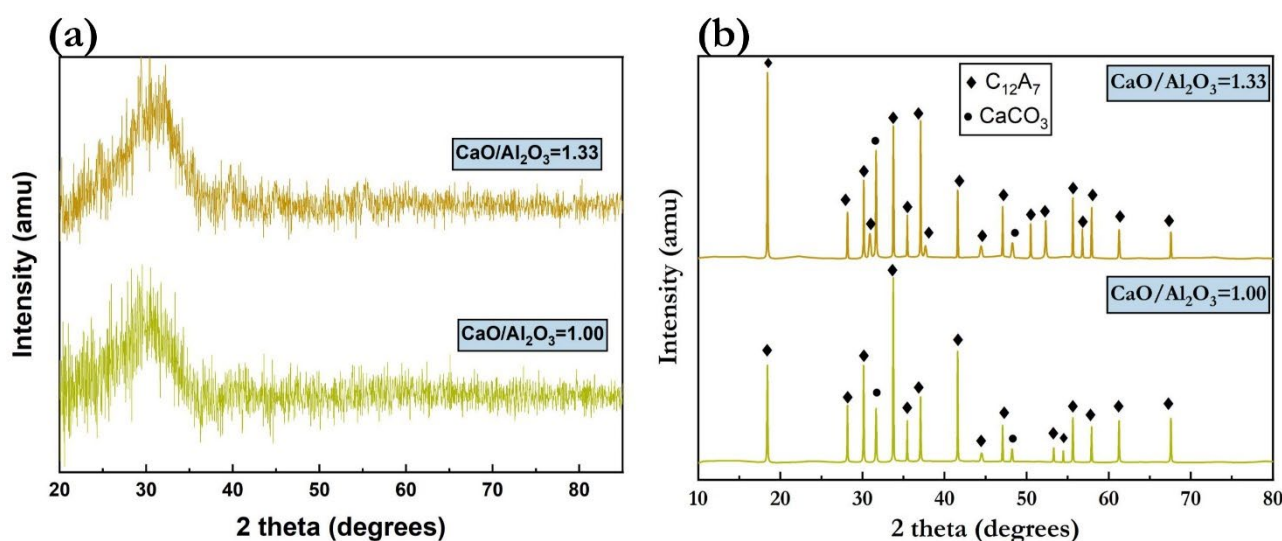 (a)
Intensity (amu)
CaO/Al₂O₃=1.33
CaO/Al₂O₃=1.00
20 30 40 50 60 70 80
2 theta (degrees)
(b)
Intensity (amu)
◆ C₁₂A₇
● CaCO₃
CaO/Al₂O₃=1.33
CaO/Al₂O₃=1.00
10 20 30 40 50 60 70 80
2 theta (degrees)